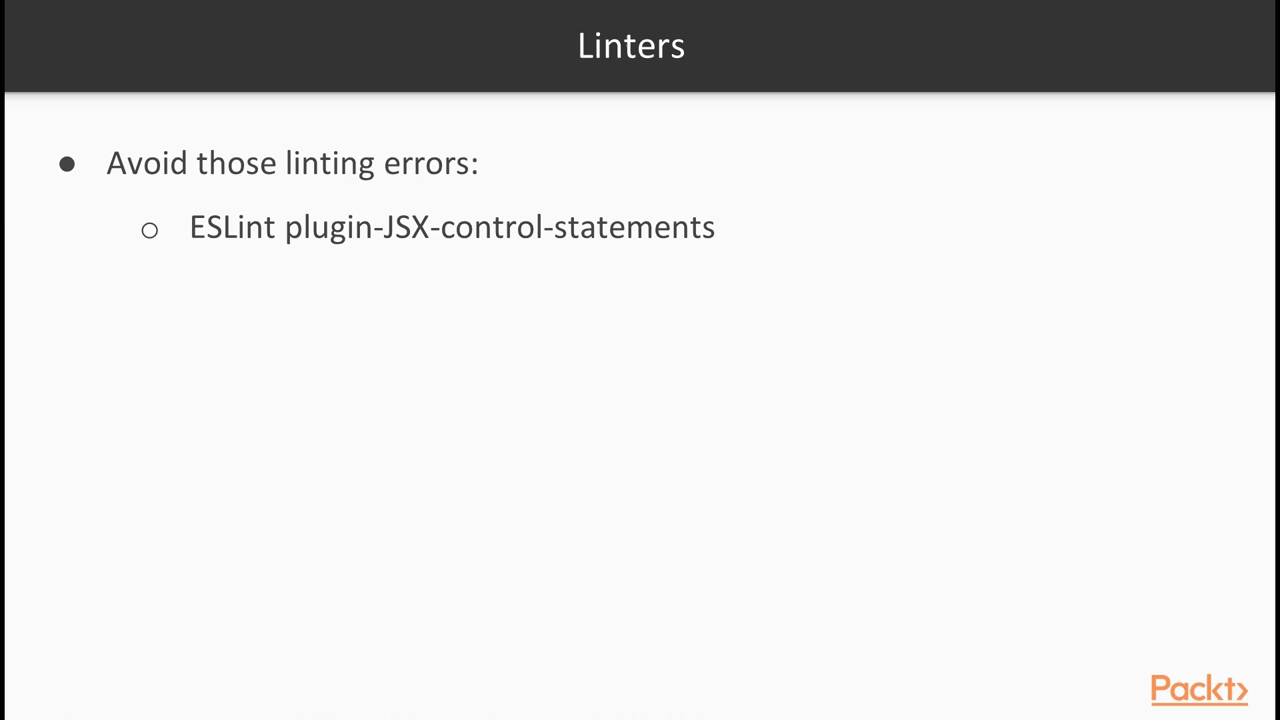 Linters
● Avoid those linting errors:
○ ESLint plugin-JSX-control-statements
Packt>